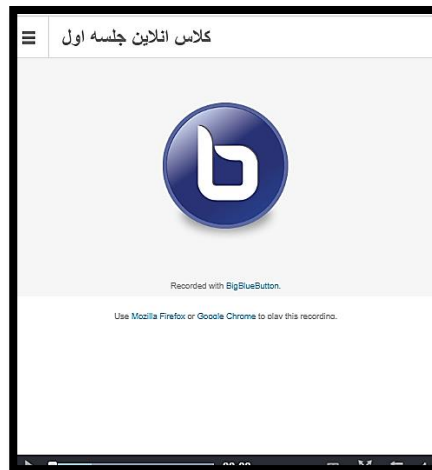 کلاس انلاین جلسه اول
Recorded with BigBlueButton.
Use Mozilla Firefox or Google Chrome to play this recording.